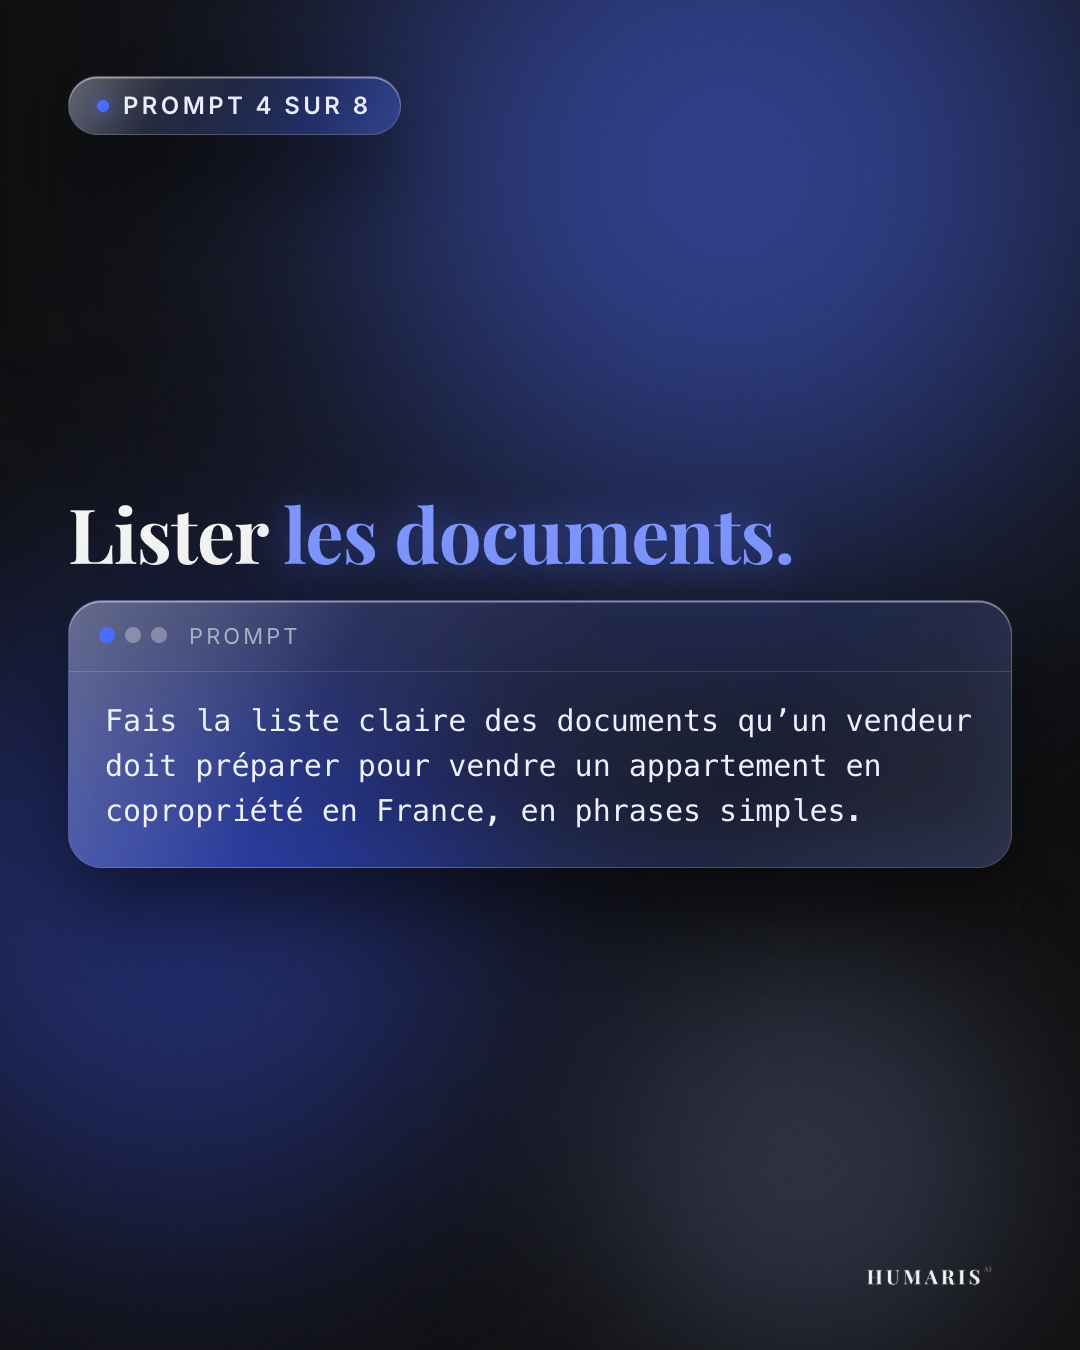 PROMPT 4 SUR 8
Lister les documents.
PROMPT
Fais la liste claire des documents qu’un vendeur
doit préparer pour vendre un appartement en
copropriété en France, en phrases simples.
HUMARIS AI